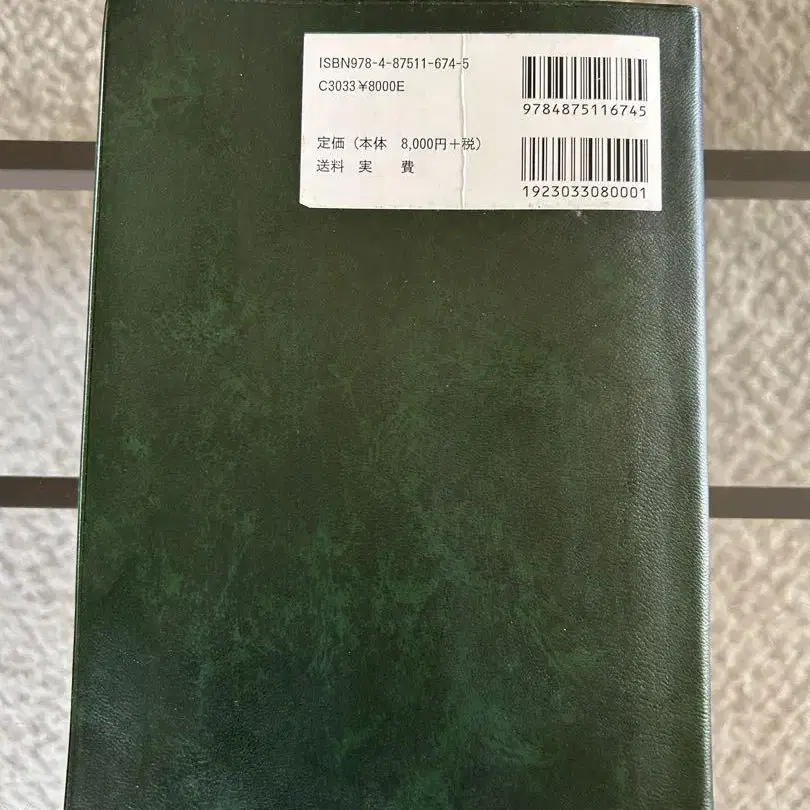 ISBN978-4-87511-674-5
C3033¥8000E
9784875116745
定価（本体　8,000円＋税）
送料　実　　費
1923033080001